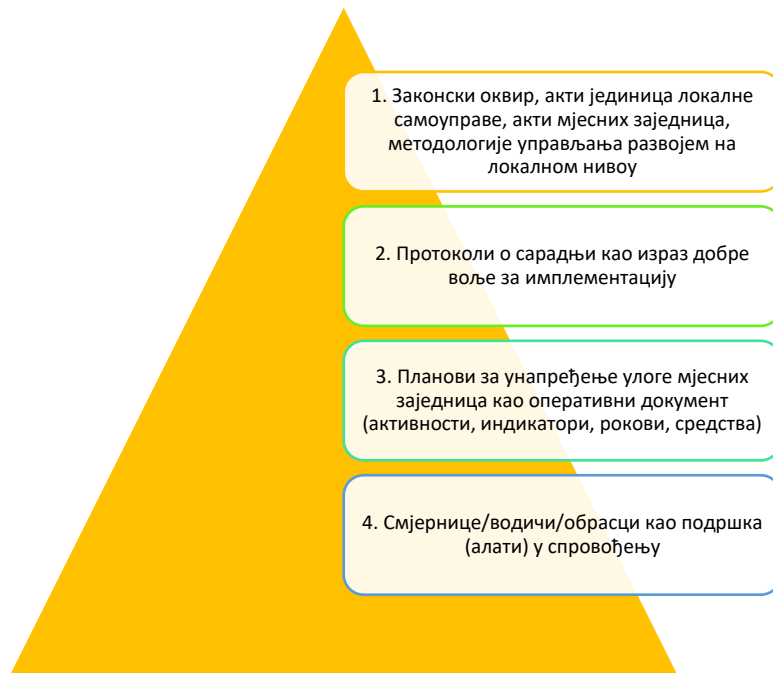 1. Законски оквир, акти јединица локалне
самоуправе, акти мјесних заједница,
методологије управљања развојем на
локалном нивоу
2. Протоколи о сарадњи као израз добре
воље за имплементацију
3. Планови за унапређење улоге мјесних
заједница као оперативни документ
(активности, индикатори, рокови, средства)
4. Смјернице/водичи/обрасци као подршка
(алати) у спровођењу